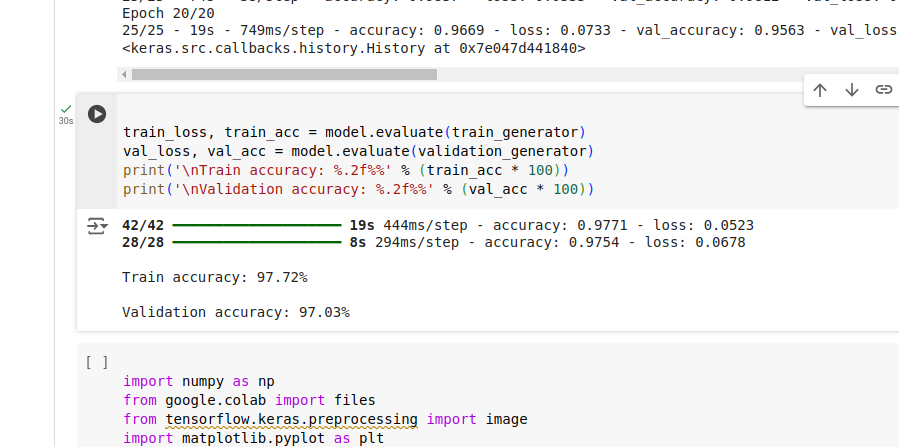 Epoch 20/20
25/25 - 19s - 749ms/step - accuracy: 0.9669 - loss: 0.0733 - val_accuracy: 0.9563 - val_loss
<keras.src.callbacks.history.History at 0x7e047d441840>
30s
train_loss, train_acc = model.evaluate(train_generator)
val_loss, val_acc = model.evaluate(validation_generator)
print('\nTrain accuracy: %.2f%%' % (train_acc * 100))
print('\nValidation accuracy: %.2f%%' % (val_acc * 100))
42/42 19s 444ms/step - accuracy: 0.9771 - loss: 0.0523
28/28 8s 294ms/step - accuracy: 0.9754 - loss: 0.0678
Train accuracy: 97.72%
Validation accuracy: 97.03%
[ ]
import numpy as np
from google.colab import files
from tensorflow.keras.preprocessing import image
import matplotlib.pyplot as plt